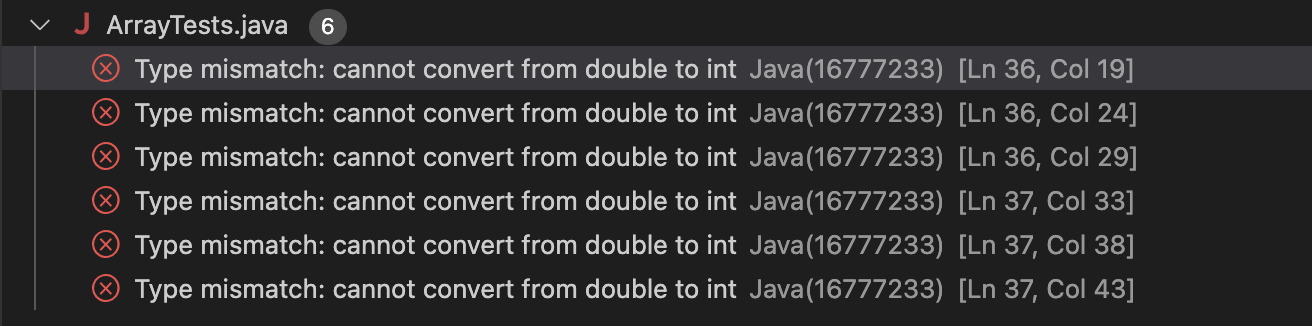 J ArrayTests.java 6
Type mismatch: cannot convert from double to int Java(16777233) [Ln 36, Col 19]
Type mismatch: cannot convert from double to int Java(16777233) [Ln 36, Col 24]
Type mismatch: cannot convert from double to int Java(16777233) [Ln 36, Col 29]
Type mismatch: cannot convert from double to int Java(16777233) [Ln 37, Col 33]
Type mismatch: cannot convert from double to int Java(16777233) [Ln 37, Col 38]
Type mismatch: cannot convert from double to int Java(16777233) [Ln 37, Col 43]